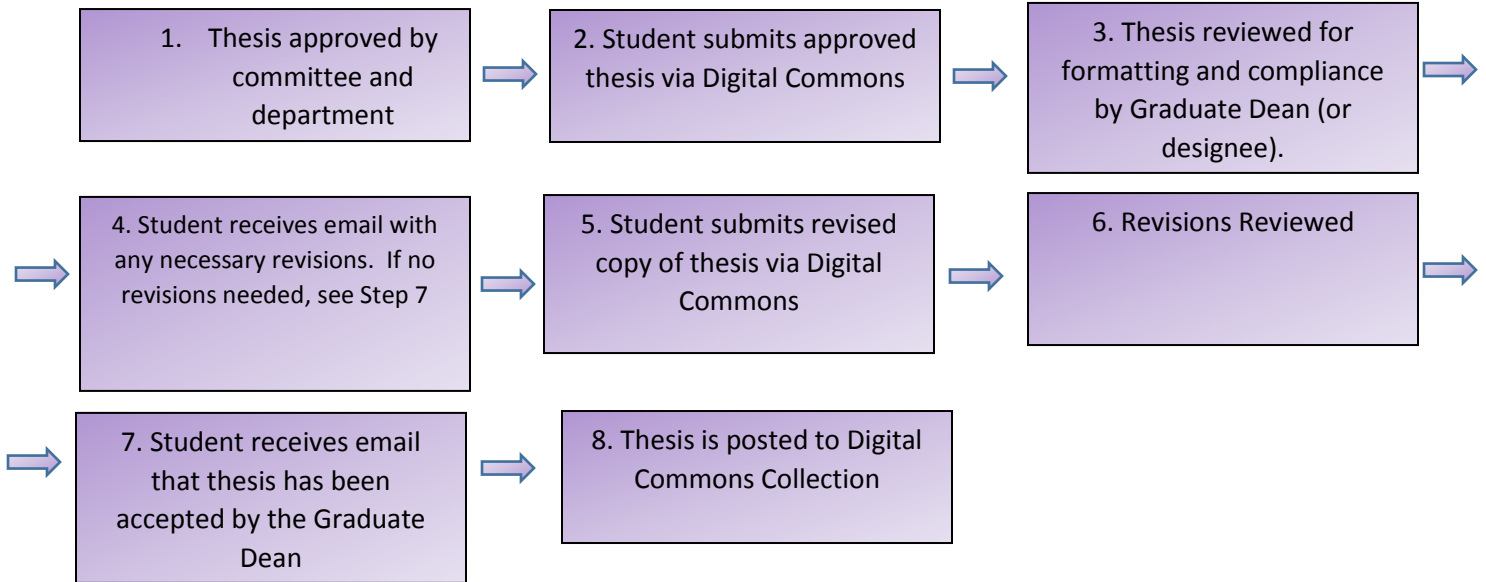 1. Thesis approved by
committee and
department
2. Student submits approved
thesis via Digital Commons
3. Thesis reviewed for
formatting and compliance
by Graduate Dean (or
designee).
4. Student receives email with
any necessary revisions. If no
revisions needed, see Step 7
5. Student submits revised
copy of thesis via Digital
Commons
6. Revisions Reviewed
7. Student receives email
that thesis has been
accepted by the Graduate
Dean
8. Thesis is posted to Digital
Commons Collection